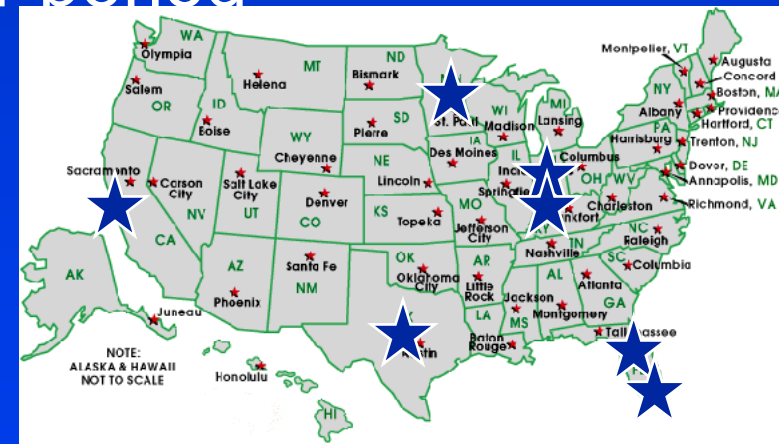 WA
Olympia
MT
Helena
ND
Bismark
Salem
OR
ID
Boise
SD
Pierre
St. Paul
WI
Madison
MI
Lansing
Montpelier, VT
Augusta
Concord
NY
Albany
Boston, MA
Providence
Hartford, CT
PA
Harrisburg
Trenton, NJ
Dover, DE
Annapolis, MD
Richmond, VA
WY
Cheyenne
NE
Lincoln
IA
Des Moines
IL
Columbus
OH
WV
Charleston
Sacramento
Carson
City
NV
CA
Salt Lake
City
UT
Denver
CO
KS
Topeka
MO
Jefferson
City
Nashville
TN
NC
Raleigh
SC
Columbia
AK
Juneau
AZ
Phoenix
Santa Fe
NM
OK
Oklahoma
City
AR
Little
Rock
LA
Baton
Rouge
Jackson
MS
AL
Montgomery
Atlanta
GA
NOTE:
ALASKA & HAWAII
NOT TO SCALE
Honolulu
HI